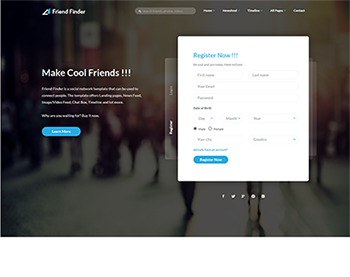 Friend Finder
Home
Newsfeed
Timeline
All Pages
Contact
Make Cool Friends !!!
Friend Finder is a social network template that can be used to
connect people. The template offers Landing pages, News Feed,
Image/Video Feed, Chat Box, Timeline and lot more.
Why are you waiting for? Buy it now.
Learn More
Login
Register
Register Now !!!
Be cool and join today. Meet millions
First name
Last name
Your Email
Password
Date of Birth
Day
Month
Year
Male
Female
Your city
Country
Already have an account?
Register Now